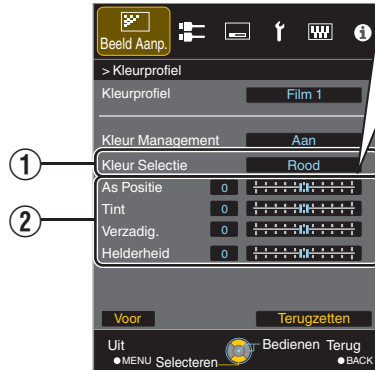 Beeld Aanp.
> Kleurprofiel
Kleurprofiel Film 1
Kleur Management Aan
① Kleur Selectie Rood
As Positie 0
② Tint 0
Verzadig. 0
Helderheid 0
Voor Terugzetten
Uit Bedienen Terug
●MENU Selecteren ●BACK